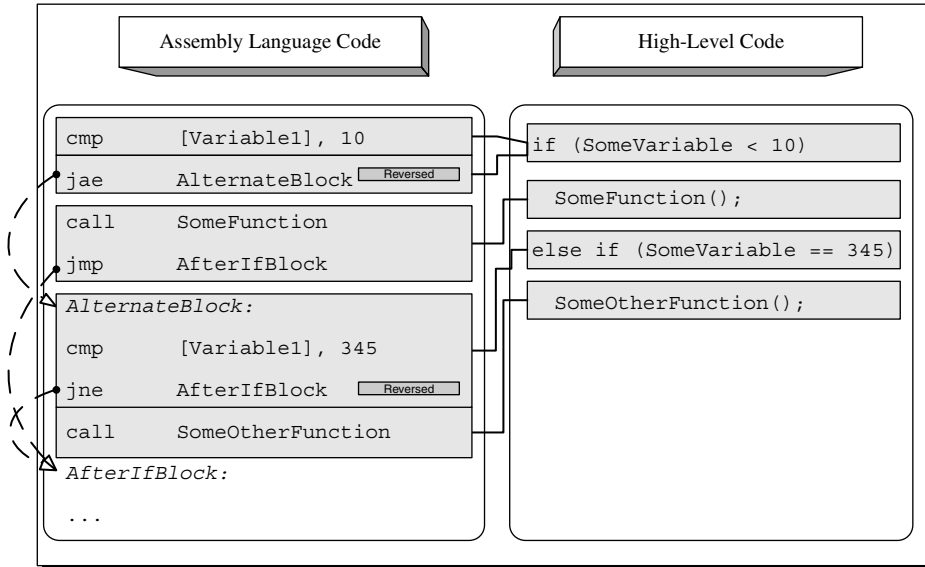 Assembly Language Code
High-Level Code
cmp [Variable1], 10
jae AlternateBlock Reversed
call SomeFunction
jmp AfterIfBlock
AlternateBlock:
cmp [Variable1], 345
jne AfterIfBlock Reversed
call SomeOtherFunction
AfterIfBlock:
...
if (SomeVariable < 10)
SomeFunction();
else if (SomeVariable == 345)
SomeOtherFunction();